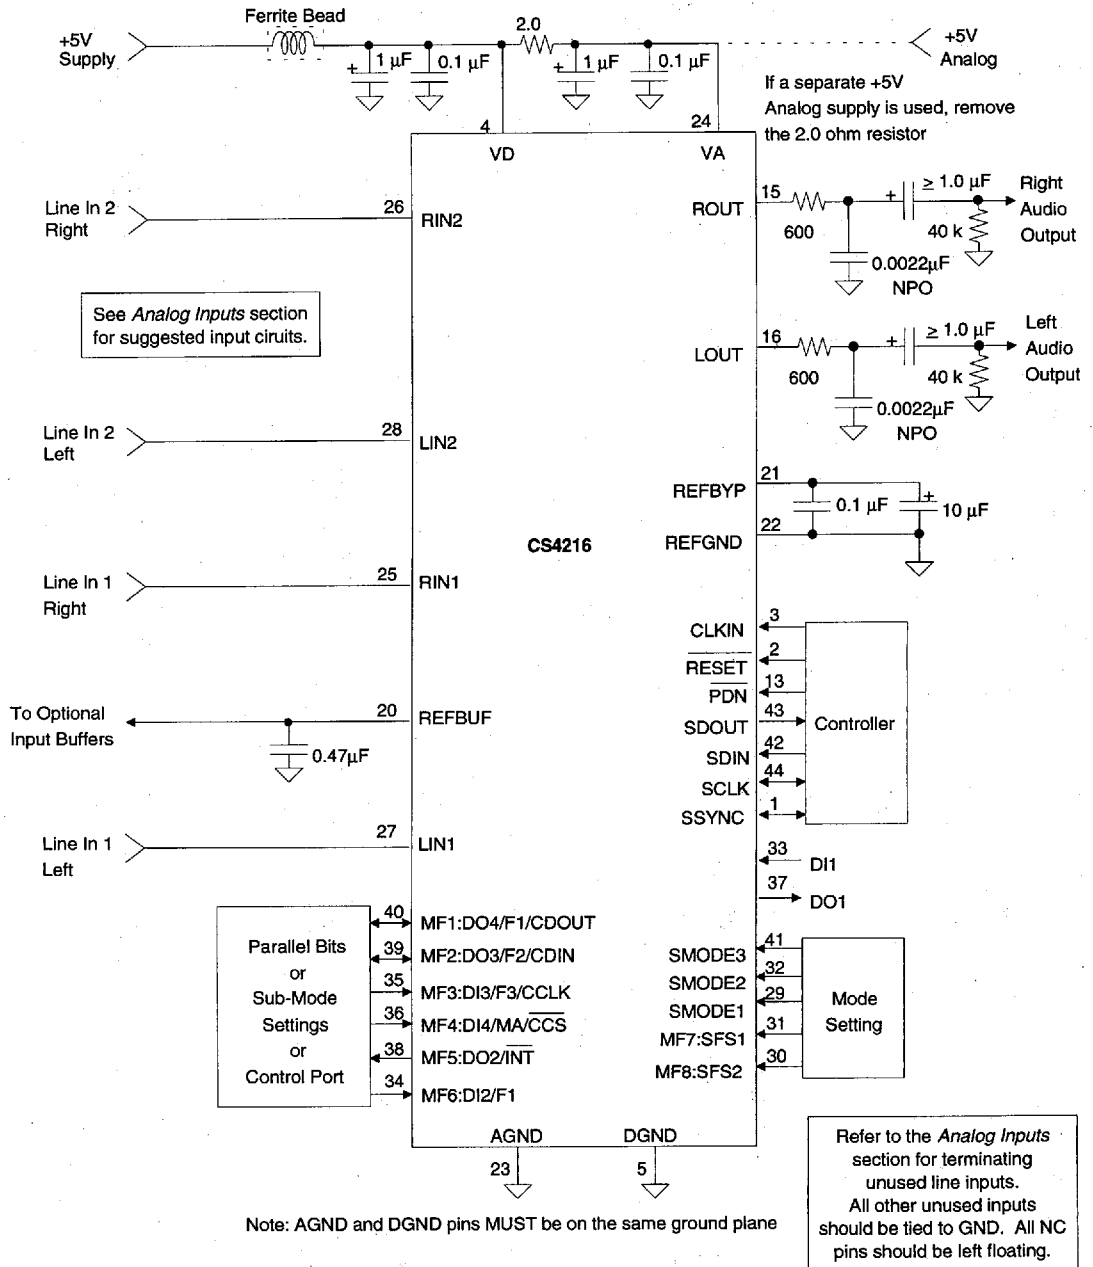 Ferrite Bead
2.0
+5V
Supply
+
1 µF
0.1 µF
+
1 µF
0.1 µF
+5V
Analog
If a separate +5V
Analog supply is used, remove
the 2.0 ohm resistor
4
24
VD
VA
Line In 2
Right
26
RIN2
ROUT
15
600
+
≥ 1.0 µF
40 k
0.0022µF
NPO
Right
Audio
Output
See Analog Inputs section
for suggested input ciruits.
LOUT
16
600
+
≥ 1.0 µF
40 k
0.0022µF
NPO
Left
Audio
Output
Line In 2
Left
28
LIN2
REFBYP
21
0.1 µF
+
10 µF
REFGND
22
CS4216
Line In 1
Right
25
RIN1
To Optional
Input Buffers
20
REFBUF
0.47µF
Line In 1
Left
27
LIN1
CLKIN
3
RESET
2
PDN
13
SDOUT
43
SDIN
42
SCLK
44
SSYNC
1
Controller
33
DI1
37
DO1
Parallel Bits
or
Sub-Mode
Settings
or
Control Port
40
MF1:DO4/F1/CDOUT
39
MF2:DO3/F2/CDIN
35
MF3:DI3/F3/CCLK
36
MF4:DI4/MA/CCS
38
MF5:DO2/INT
34
MF6:DI2/F1
SMODE3
41
SMODE2
32
SMODE1
29
MF7:SFS1
31
MF8:SFS2
30
Mode
Setting
AGND
DGND
23
5
Note: AGND and DGND pins MUST be on the same ground plane
Refer to the Analog Inputs
section for terminating
unused line inputs.
All other unused inputs
should be tied to GND. All NC
pins should be left floating.